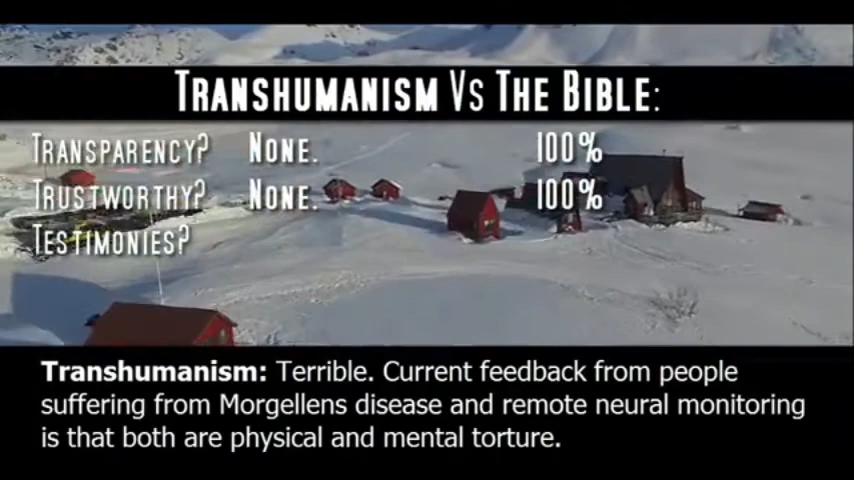 Transhumanism Vs The Bible:
Transparency? None. 100%
Trustworthy? None. 100%
Testimonies?
Transhumanism: Terrible. Current feedback from people
suffering from Morgellens disease and remote neural monitoring
is that both are physical and mental torture.